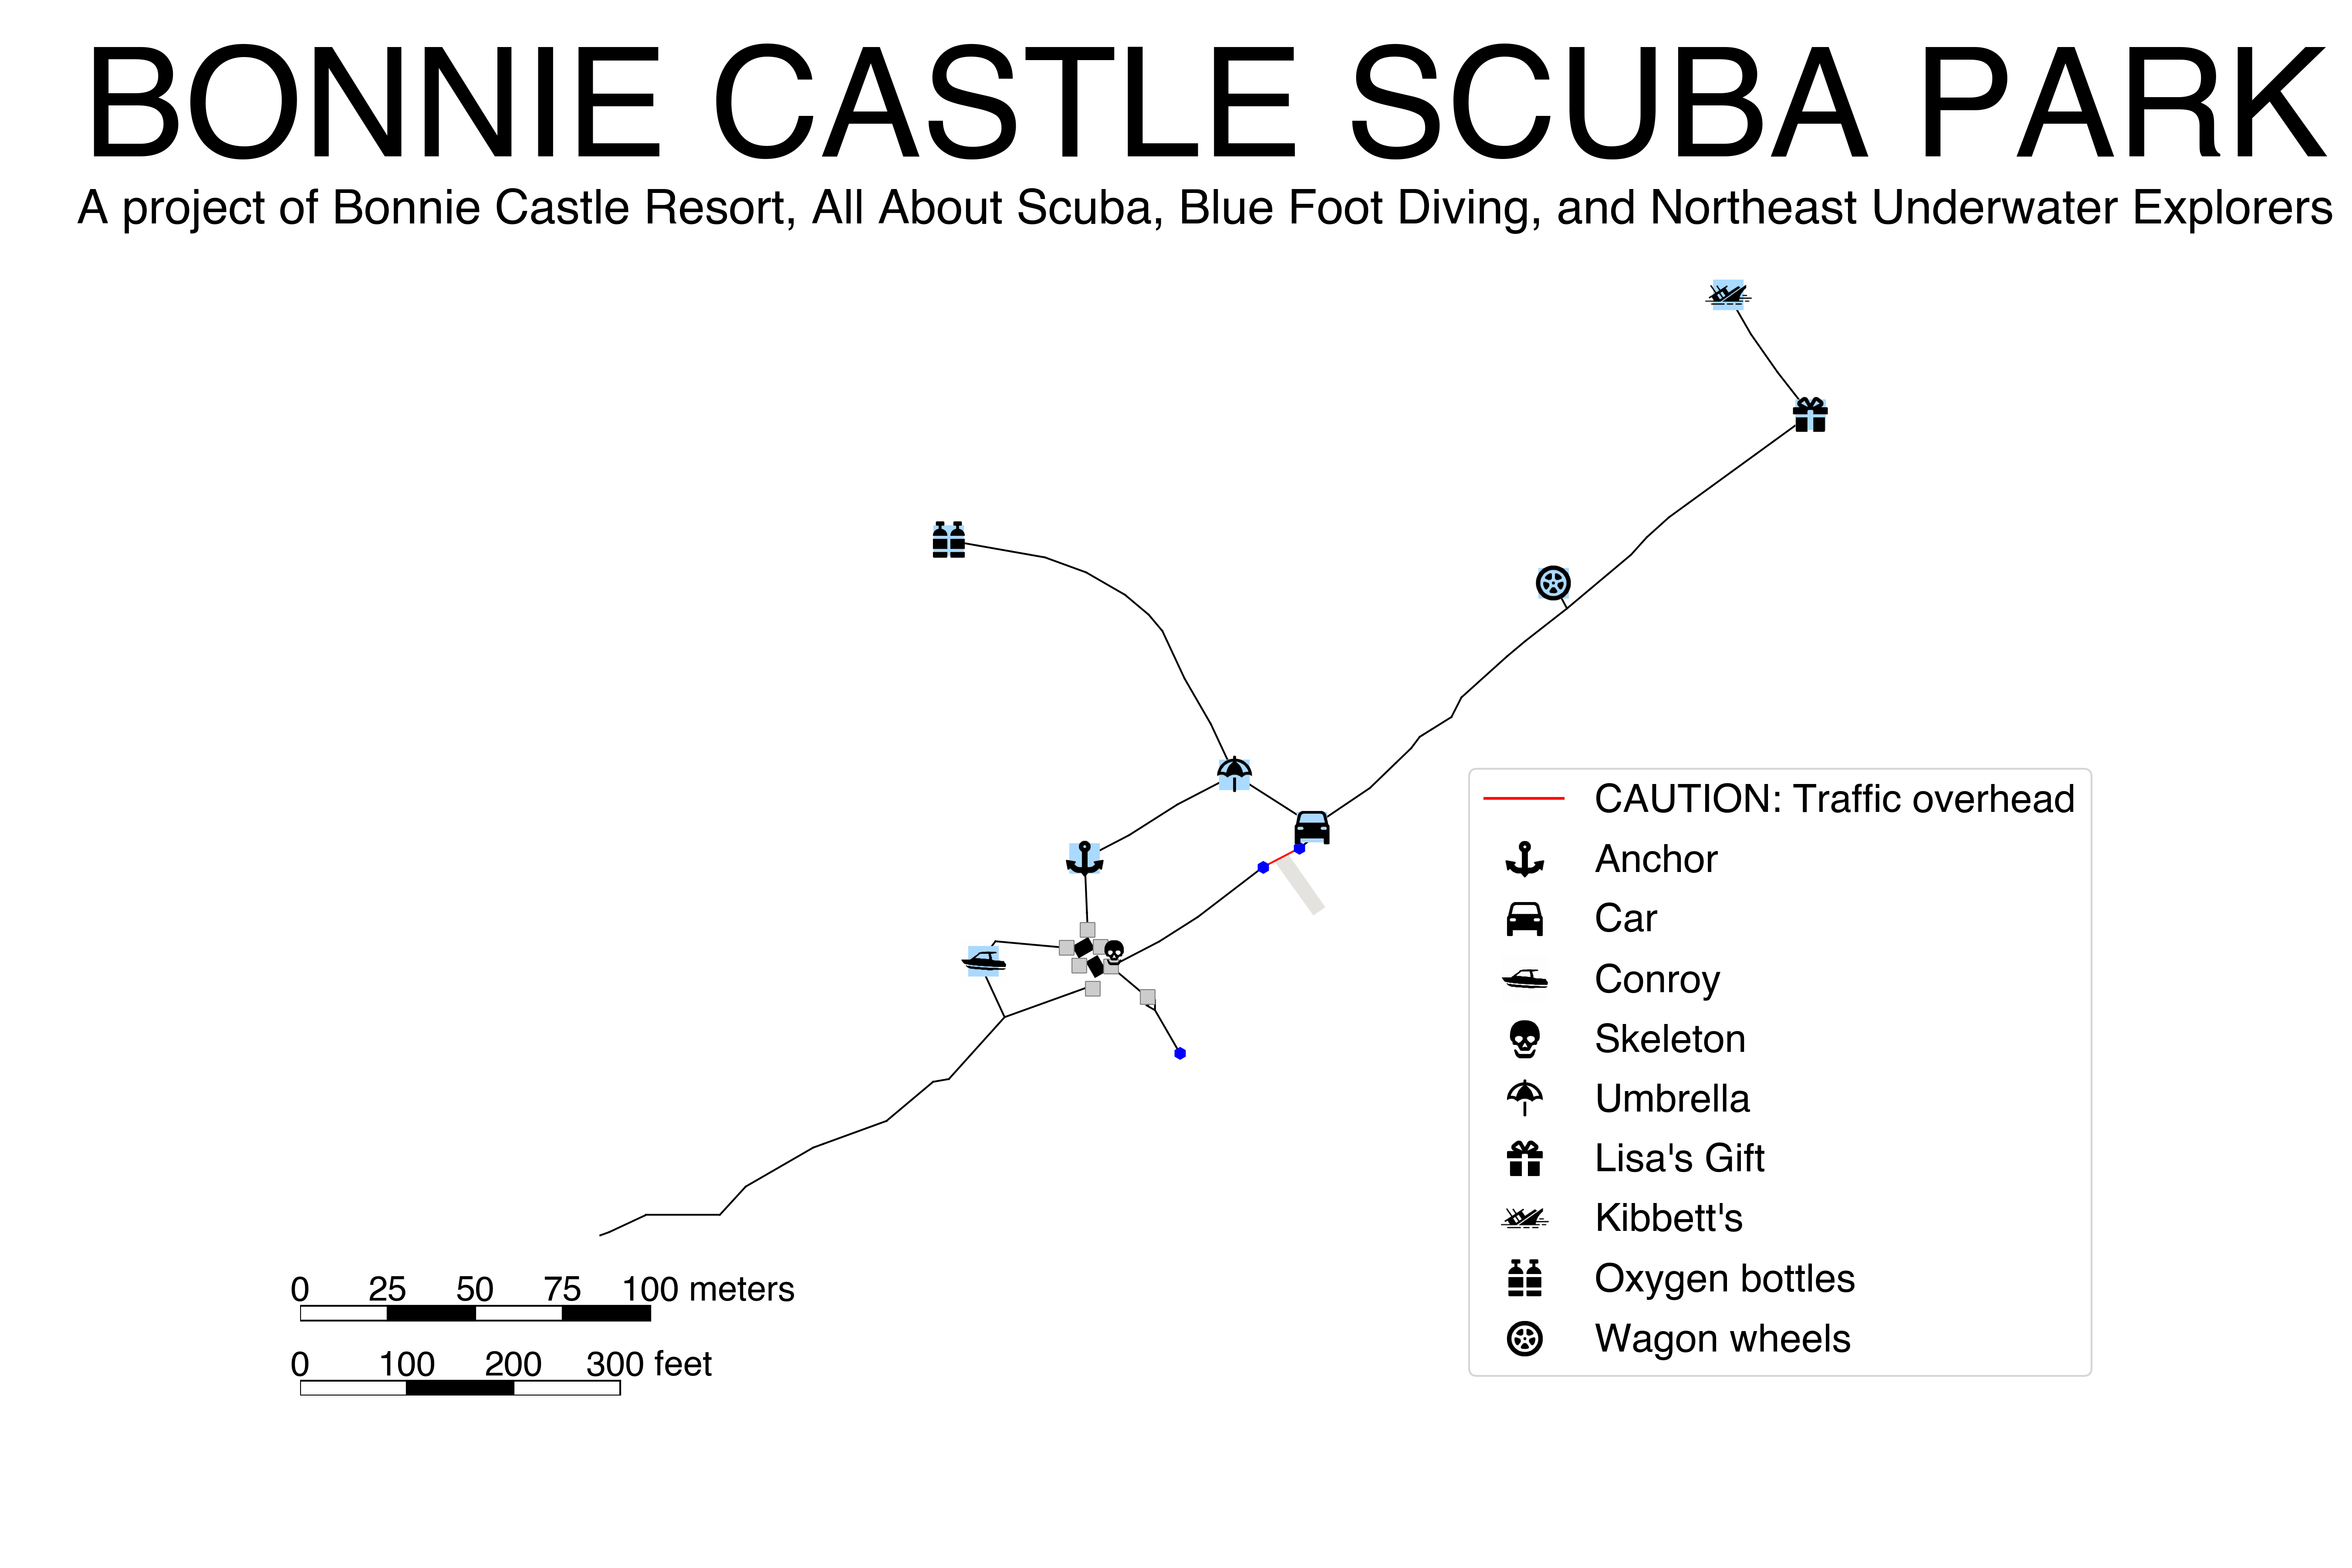 BONNIE CASTLE SCUBA PARK
A project of Bonnie Castle Resort, All About Scuba, Blue Foot Diving, and Northeast Underwater Explorers
CAUTION: Traffic overhead
Anchor
Car
Conroy
Skeleton
Umbrella
Lisa's Gift
Kibbett's
Oxygen bottles
Wagon wheels
0 25 50 75 100 meters
0 100 200 300 feet